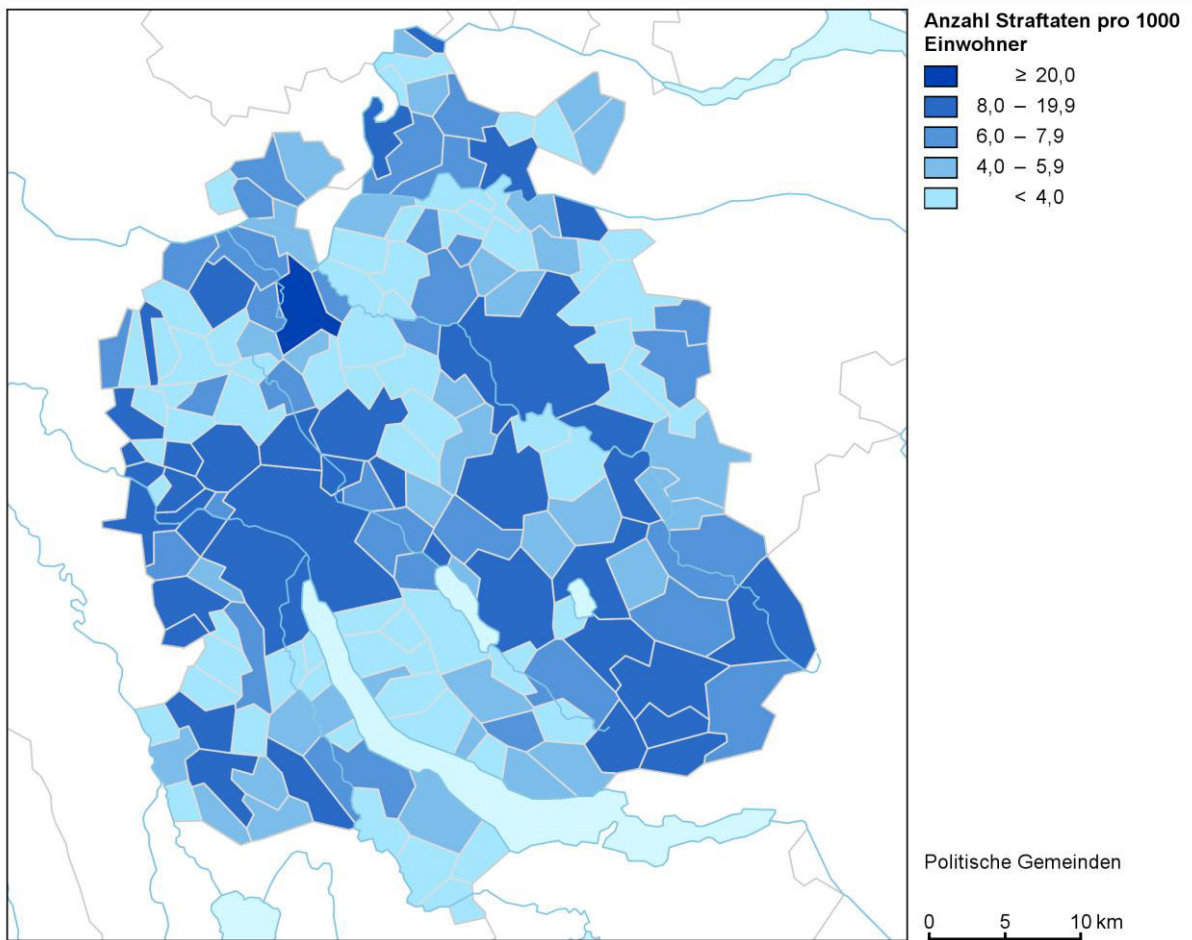 Anzahl Straftaten pro 1000
Einwohner
≥ 20,0
8,0 – 19,9
6,0 – 7,9
4,0 – 5,9
< 4,0
Politische Gemeinden
0 5 10 km